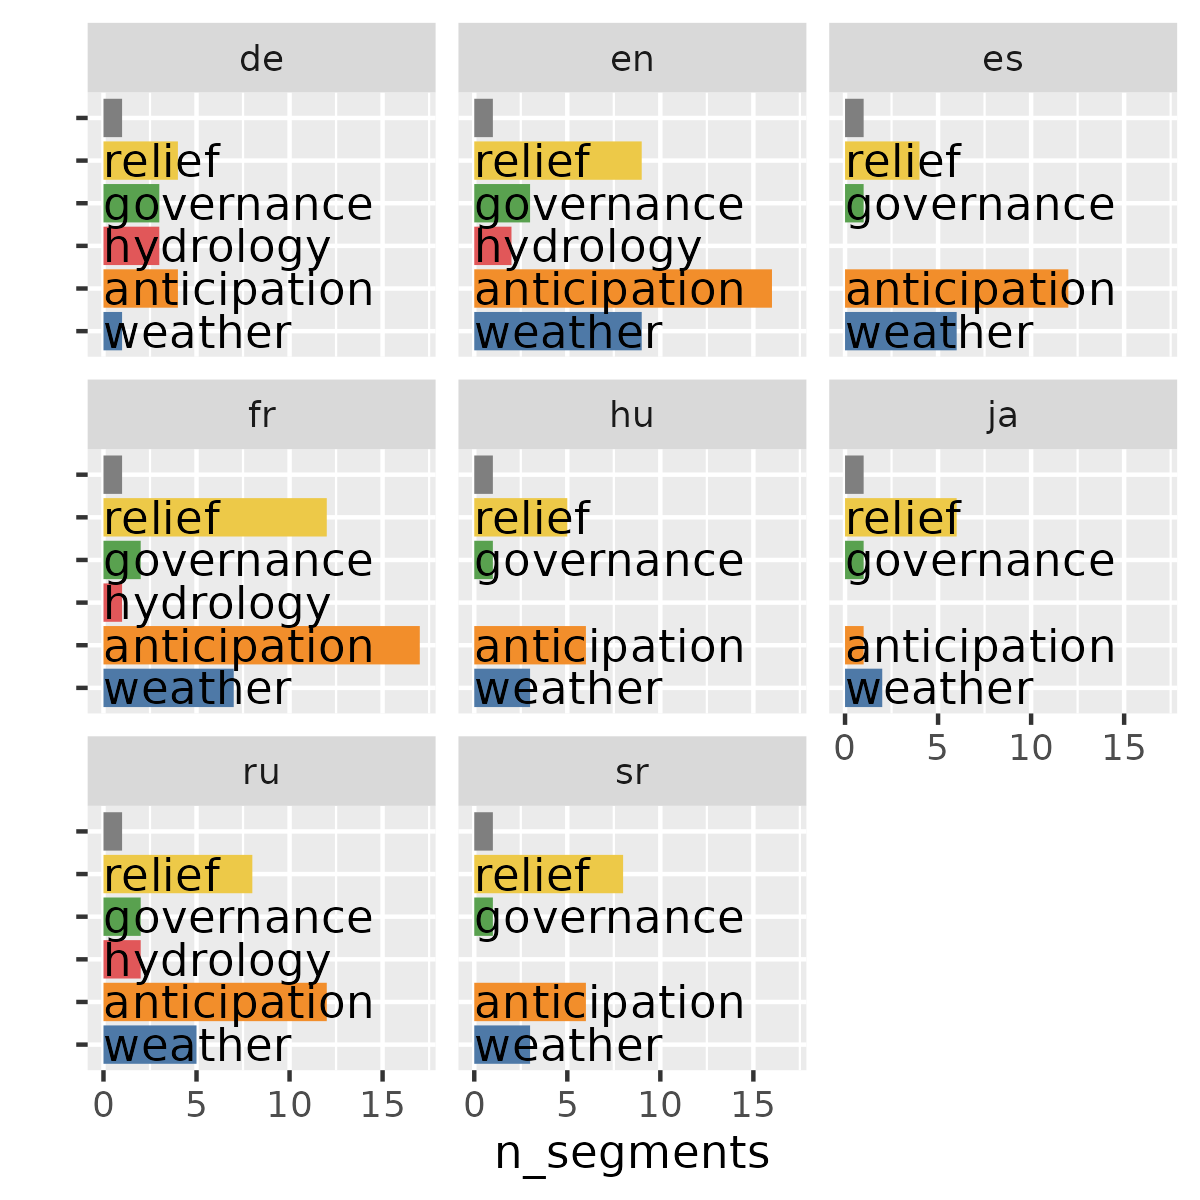 de
en
es
relief
governance
hydrology
anticipation
weather
relief
governance
hydrology
anticipation
weather
relief
governance
anticipation
weather
fr
hu
ja
relief
governance
hydrology
anticipation
weather
relief
governance
anticipation
weather
relief
governance
anticipation
weather
0 5 10 15
ru
sr
relief
governance
hydrology
anticipation
weather
relief
governance
anticipation
weather
0 5 10 15
0 5 10 15
n_segments